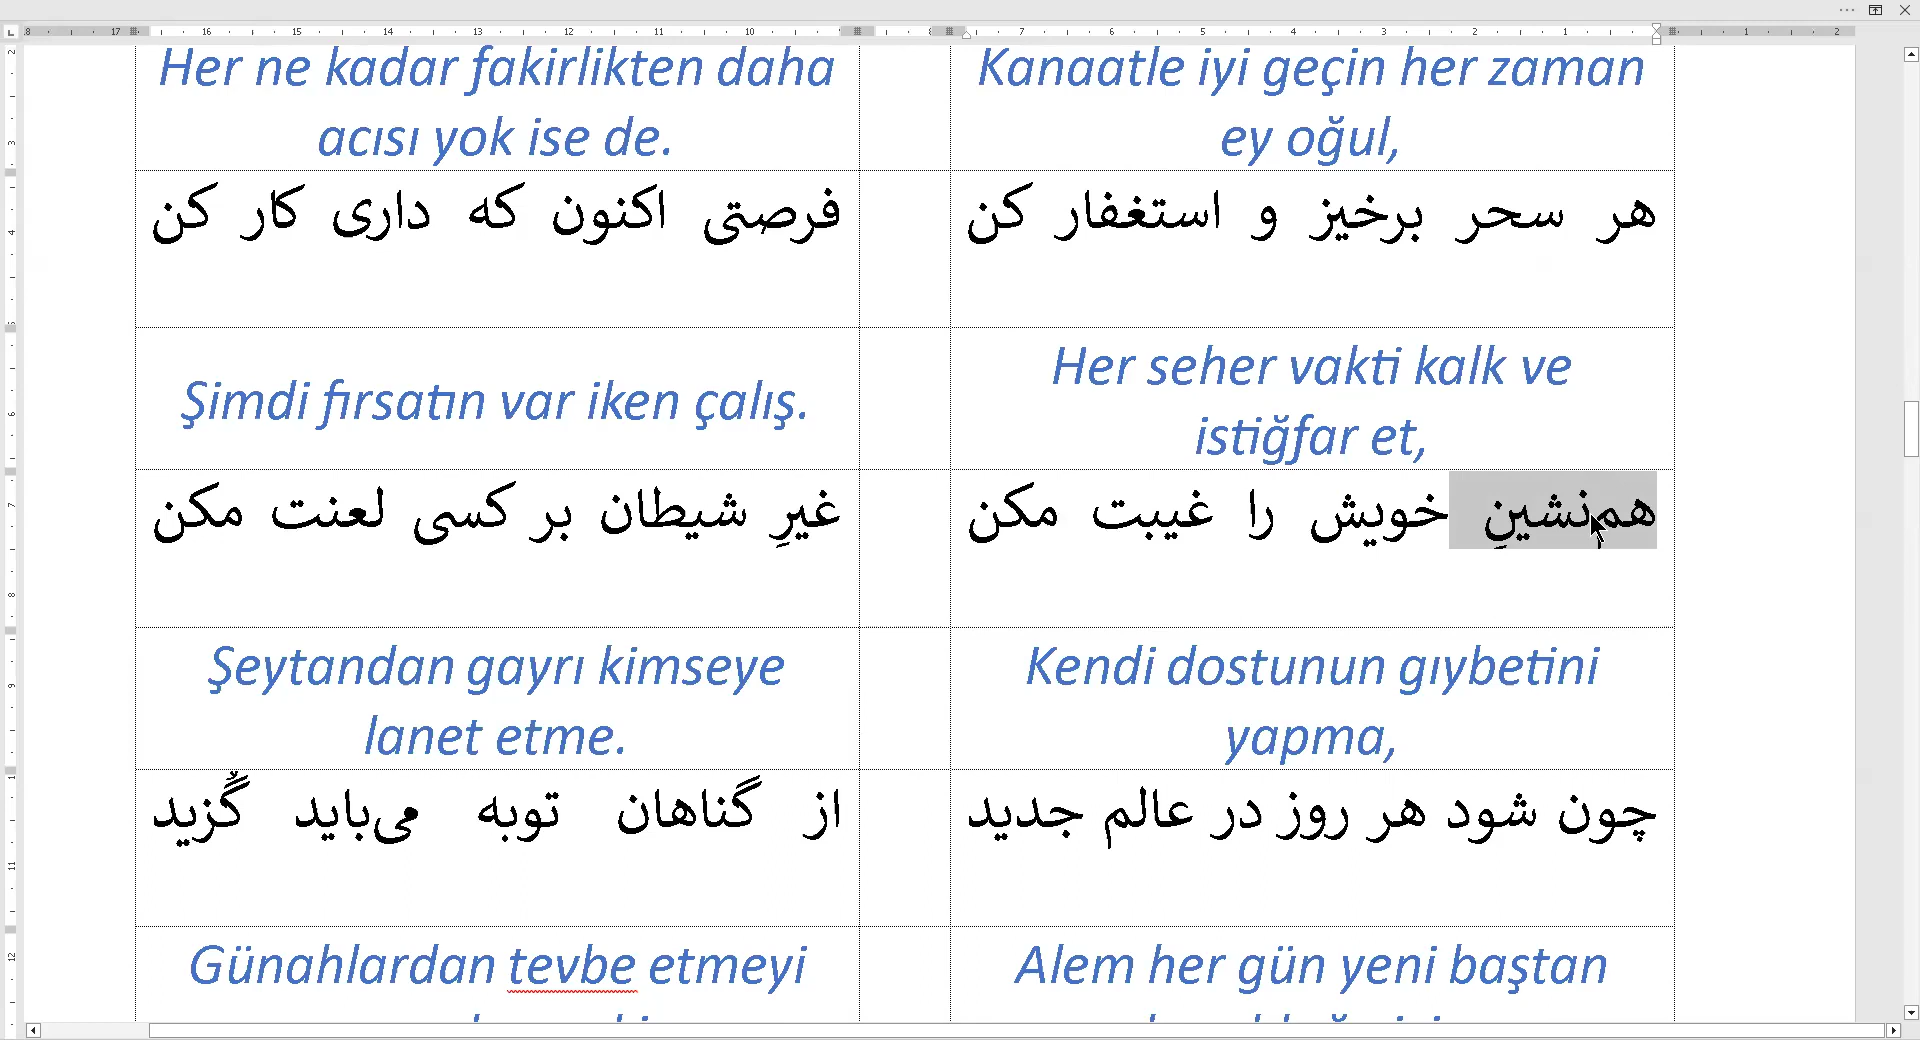 Kanaatle iyi geçin her zaman
ey oğul,
Her ne kadar fakirlikten daha
acısı yok ise de.
هر سحر برخیز و استغفار کن
فرصتی اکنون که داری کار کن
Her seher vakti kalk ve
istiğfar et,
Şimdi fırsatın var iken çalış.
هم‌نشینِ خویش را غیبت مکن
غیرِ شیطان بر کسی لعنت مکن
Kendi dostunun gıybetini
yapma,
Şeytandan gayrı kimseye
lanet etme.
چون شود هر روز در عالم جدید
از گناهان توبه می‌باید گُزید
Alem her gün yeni baştan
Günahlardan tevbe etmeyi